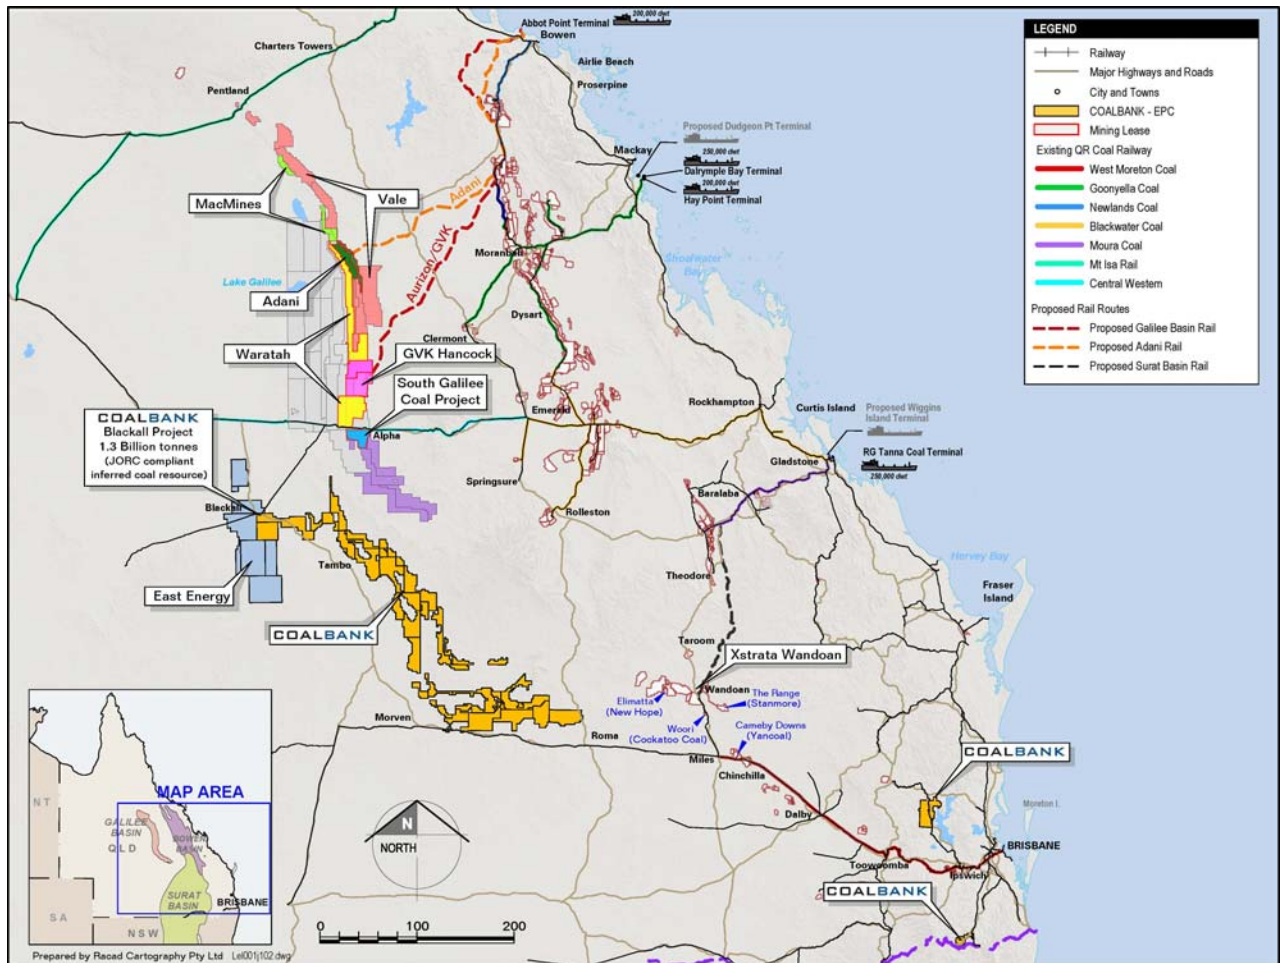 Abbot Point Terminal
200,000 dwt
Bowen
Charters Towers
Airlie Beach
Proserpine
Pentland
Proposed Dudgeon Pt Terminal
250,000 dwt
Mackay
Dalrymple Bay Terminal
200,000 dwt
Hay Point Terminal
MacMines
Vale
Adani
Aurizon/GVK
Moranbah
Shoalwater
Bay
Lake Galilee
Adani
Dysart
Clermont
Waratah
GVK Hancock
South Galilee
Coal Project
COALBANK
Blackall Project
1.3 Billion tonnes
(JORC compliant
inferred coal resource)
Alpha
Emerald
Rockhampton
Curtis Island
Proposed Wiggins
Island Terminal
RG Tanna Coal Terminal
250,000 dwt
Gladstone
Springsure
Baralaba
Blackall
Rolleston
Tambo
East Energy
COALBANK
Theodore
Hervey Bay
Fraser
Island
Taroom
Xstrata Wandoan
Wandoan
Elimatta
(New Hope)
The Range
(Stanmore)
Woori
(Cockatoo Coal)
Cameby Downs
(Yancoal)
Morven
Roma
Miles
Chinchilla
COALBANK
Dalby
Moreton I.
BRISBANE
Toowoomba
Ipswich
COALBANK
LEGEND
Railway
Major Highways and Roads
City and Towns
COALBANK - EPC
Mining Lease
Existing QR Coal Railway
West Moreton Coal
Goonyella Coal
Newlands Coal
Blackwater Coal
Moura Coal
Mt Isa Rail
Central Western
Proposed Rail Routes
Proposed Galilee Basin Rail
Proposed Adani Rail
Proposed Surat Basin Rail
MAP AREA
NT
GALILEE
BASIN
QLD
BOWEN
BASIN
SURAT
BASIN
BRISBANE
SA
NSW
N
NORTH
0 100 200
Prepared by Racad Cartography Pty Ltd Lel001j102.dwg